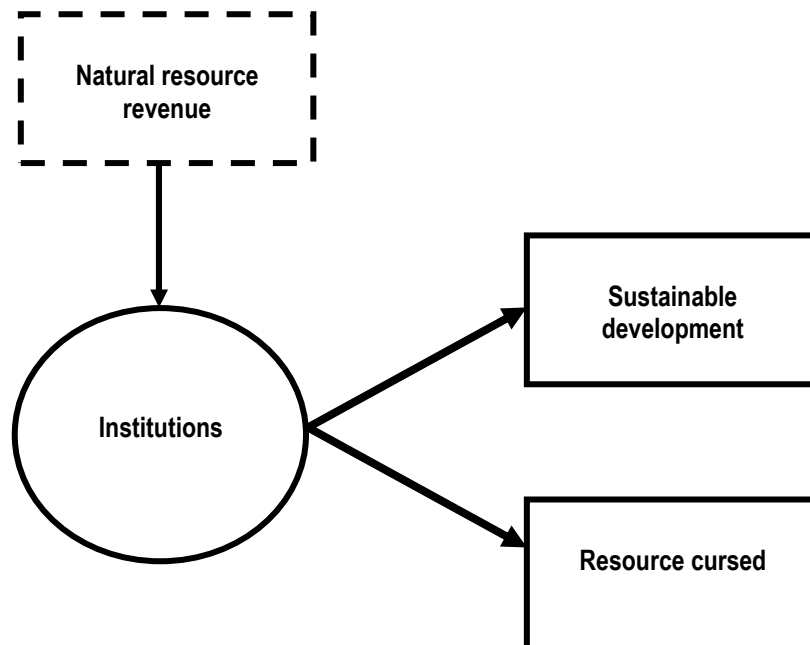 Natural resource
revenue
Sustainable
development
Institutions
Resource cursed